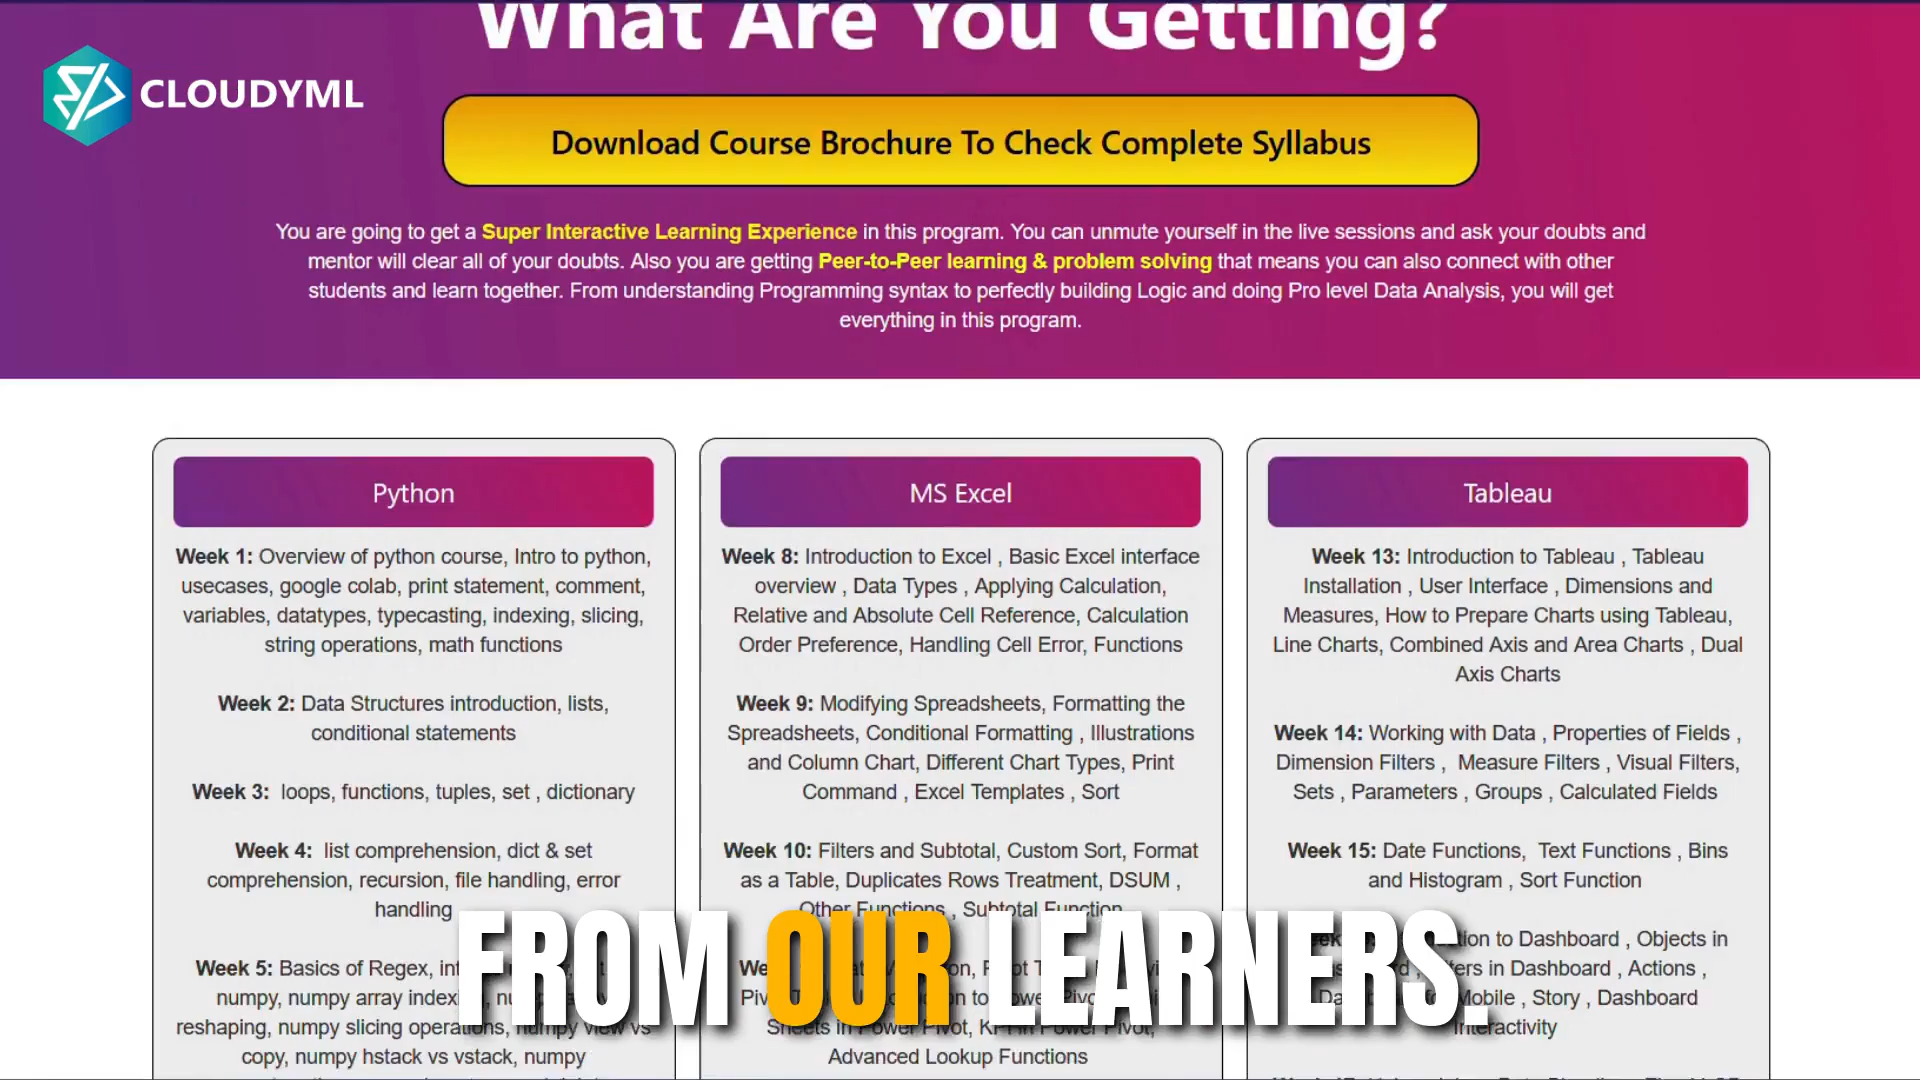 What Are You Getting?
CLOUDYML
Download Course Brochure To Check Complete Syllabus
You are going to get a Super Interactive Learning Experience in this program. You can unmute yourself in the live sessions and ask your doubts and
mentor will clear all of your doubts. Also you are getting Peer-to-Peer learning & problem solving that means you can also connect with other
students and learn together. From understanding Programming syntax to perfectly building Logic and doing Pro level Data Analysis, you will get
everything in this program.
Python
Week 1: Overview of python course, Intro to python,
usecases, google colab, print statement, comment,
variables, datatypes, typecasting, indexing, slicing,
string operations, math functions
Week 2: Data Structures introduction, lists,
conditional statements
Week 3: loops, functions, tuples, set , dictionary
Week 4: list comprehension, dict & set
comprehension, recursion, file handling, error
handling
Week 5: Basics of Regex,
numpy, numpy array
reshaping, numpy slicing operations, numpy view vs
copy, numpy hstack vs vstack, numpy
MS Excel
Week 8: Introduction to Excel , Basic Excel interface
overview , Data Types , Applying Calculation,
Relative and Absolute Cell Reference, Calculation
Order Preference, Handling Cell Error, Functions
Week 9: Modifying Spreadsheets, Formatting the
Spreadsheets, Conditional Formatting , Illustrations
and Column Chart, Different Chart Types, Print
Command , Excel Templates , Sort
Week 10: Filters and Subtotal, Custom Sort, Format
as a Table, Duplicates Rows Treatment, DSUM ,
Other Functions , Subtotal Function
Sheets in Power Pivot, Power Pivot,
Advanced Lookup Functions
Tableau
Week 13: Introduction to Tableau , Tableau
Installation , User Interface , Dimensions and
Measures, How to Prepare Charts using Tableau,
Line Charts, Combined Axis and Area Charts , Dual
Axis Charts
Week 14: Working with Data , Properties of Fields ,
Dimension Filters , Measure Filters , Visual Filters,
Sets , Parameters , Groups , Calculated Fields
Week 15: Date Functions, Text Functions , Bins
and Histogram , Sort Function
to Dashboard , Objects in
in Dashboard , Actions ,
Mobile , Story , Dashboard
Interactivity
FROM OUR LEARNERS.